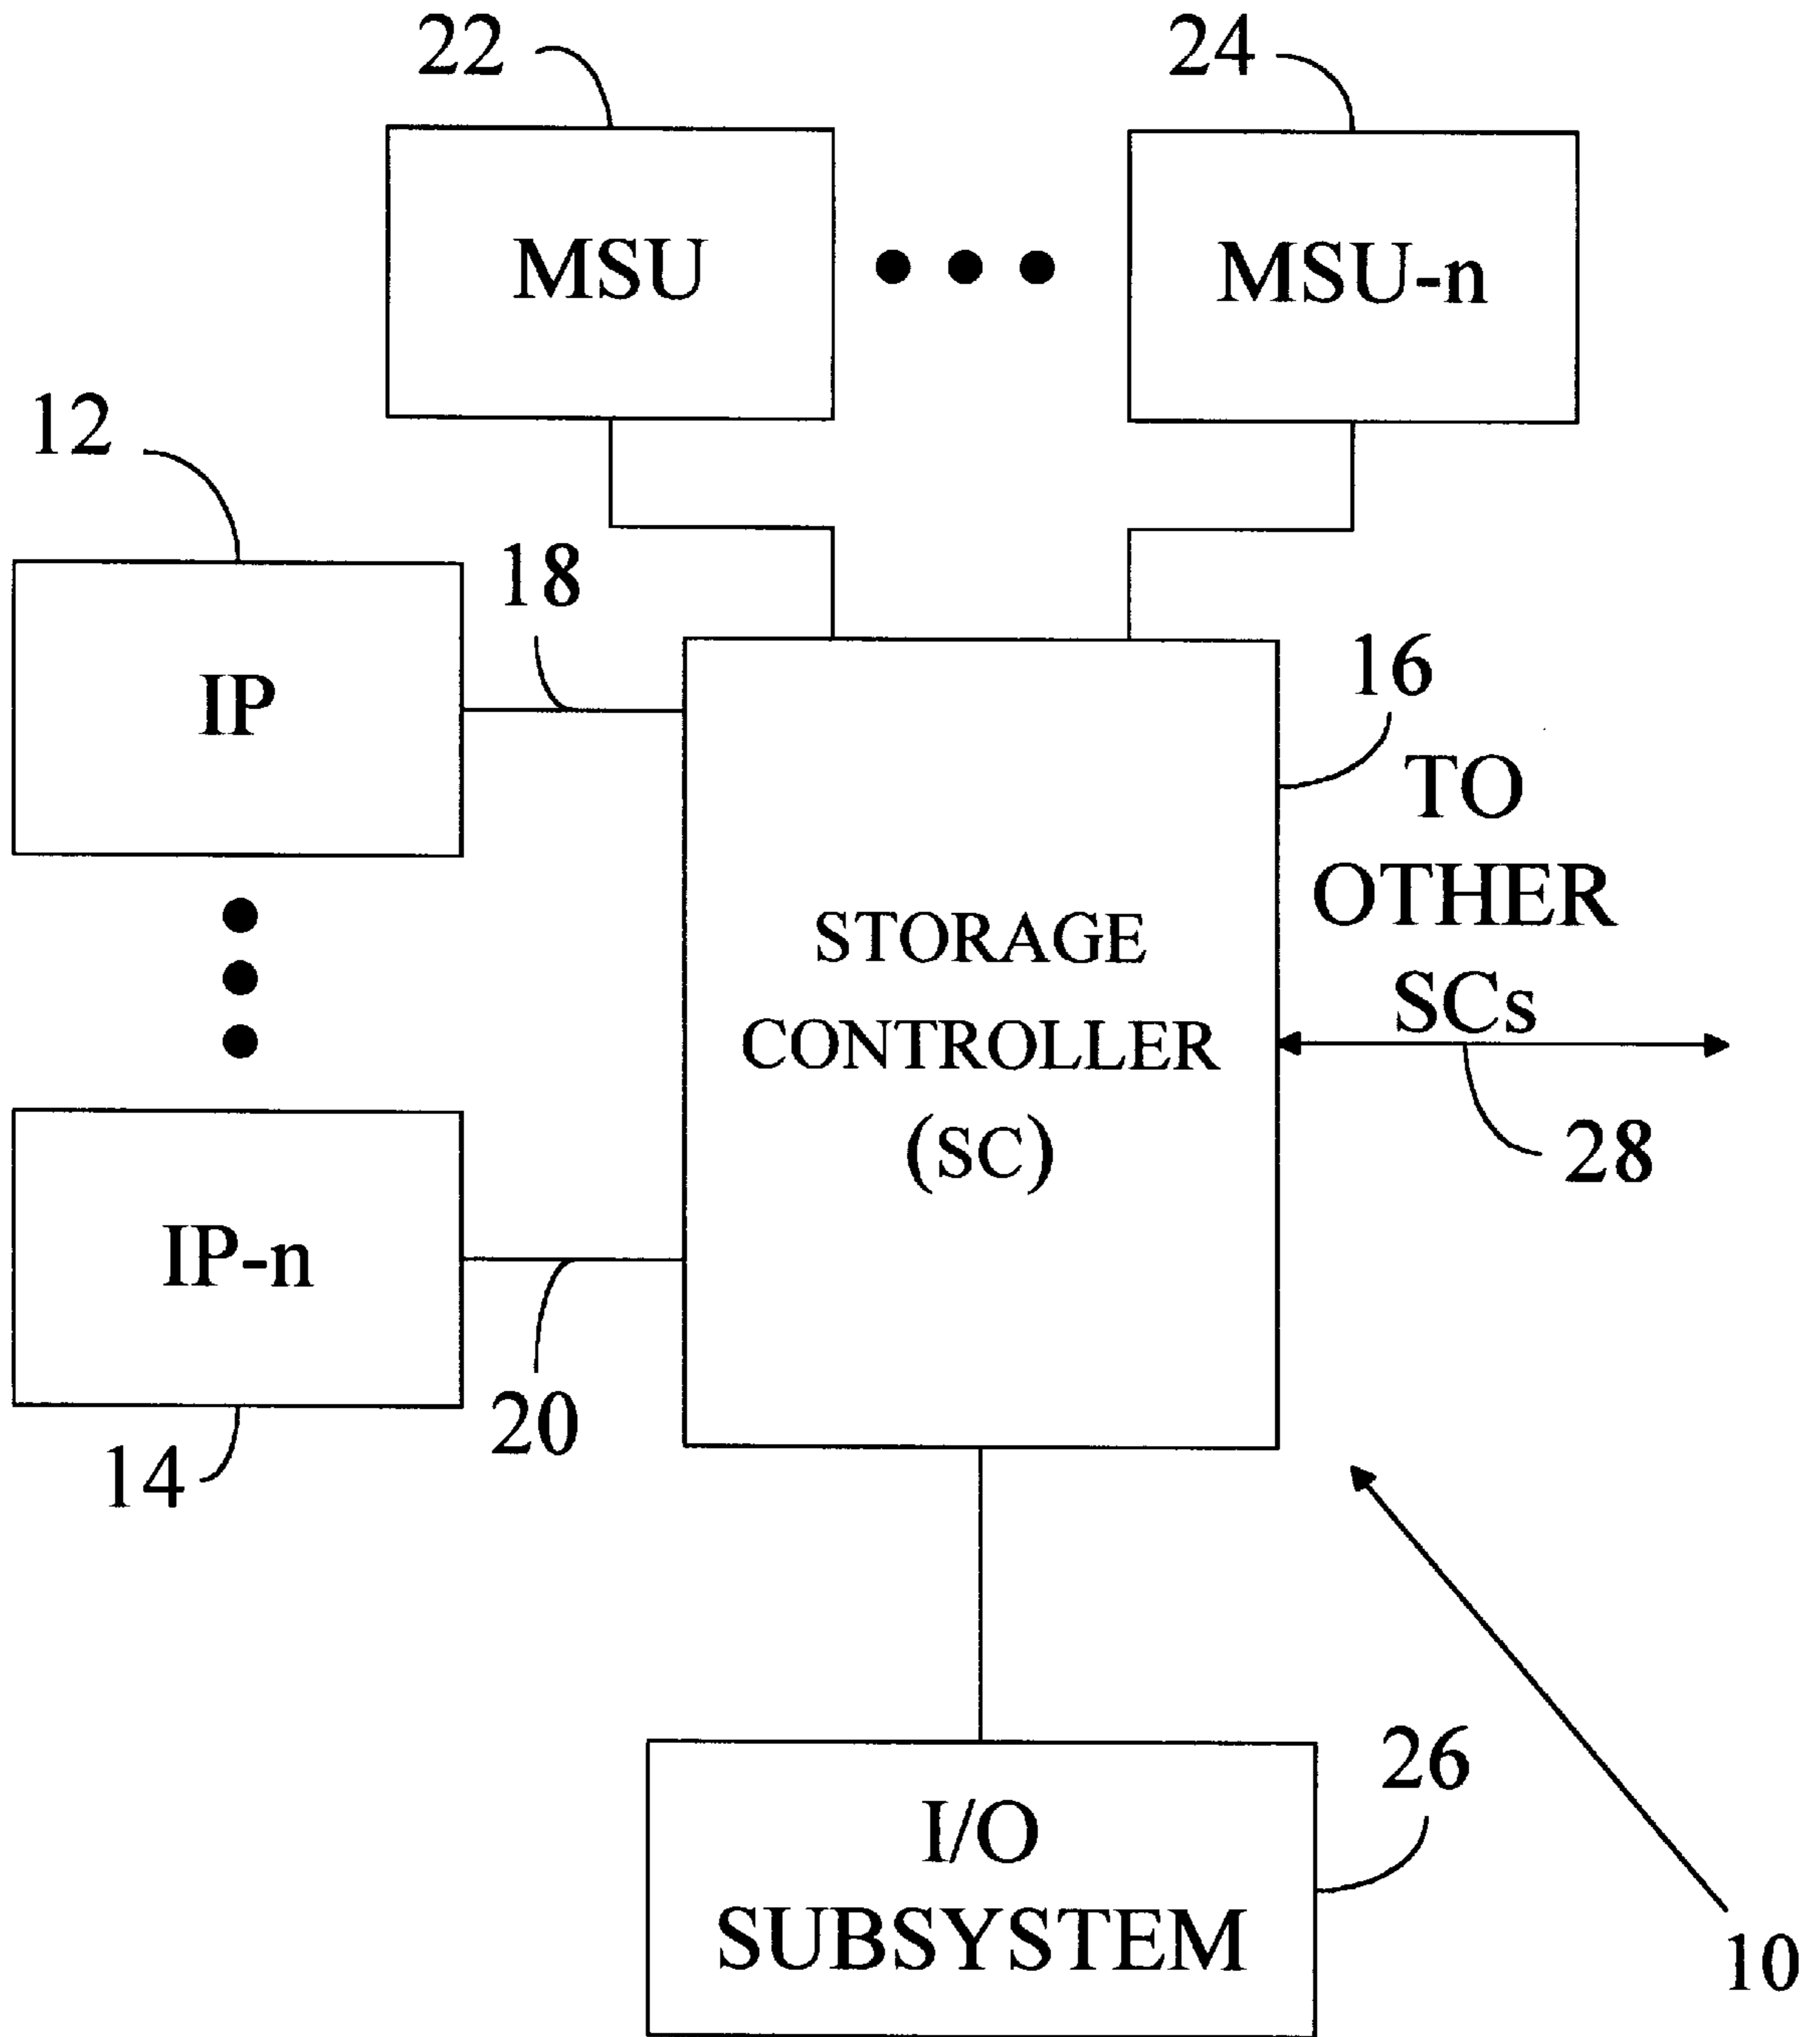 22
24
MSU
MSU-n
12
18
IP
16
TO
OTHER
SCs
STORAGE
CONTROLLER
(SC)
28
IP-n
20
14
26
I/O
SUBSYSTEM
10